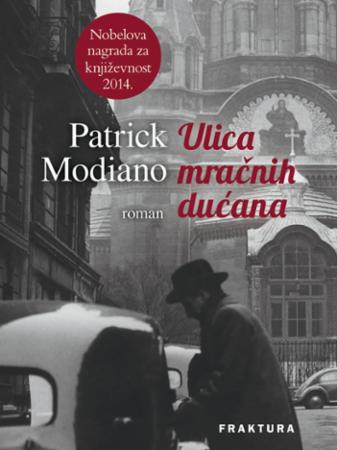 Nobelova
nagrada za
književnost
2014.
Patrick
Modiano
roman
Ulica
mračnih
dućana
FRAKTURA